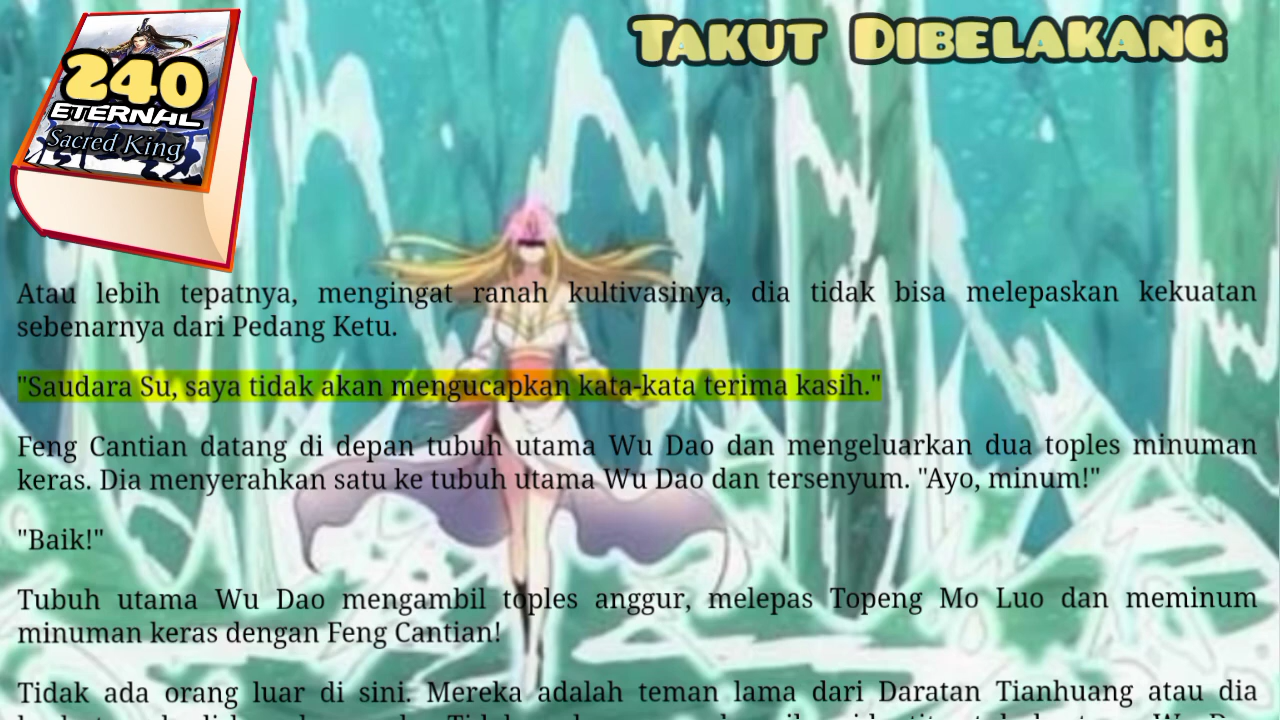 TAKUT DIBELAKANG
240
ETERNAL
Sacred King
Atau lebih tepatnya, mengingat ranah kultivasinya, dia tidak bisa melepaskan kekuatan
sebenarnya dari Pedang Ketu.
"Saudara Su, saya tidak akan mengucapkan kata-kata terima kasih."
Feng Cantian datang di depan tubuh utama Wu Dao dan mengeluarkan dua toples minuman
keras. Dia menyerahkan satu ke tubuh utama Wu Dao dan tersenyum. "Ayo, minum!"
"Baik!"
Tubuh utama Wu Dao mengambil toples anggur, melepas Topeng Mo Luo dan meminum
minuman keras dengan Feng Cantian!
Tidak ada orang luar di sini. Mereka adalah teman lama dari Daratan Tianhuang atau dia